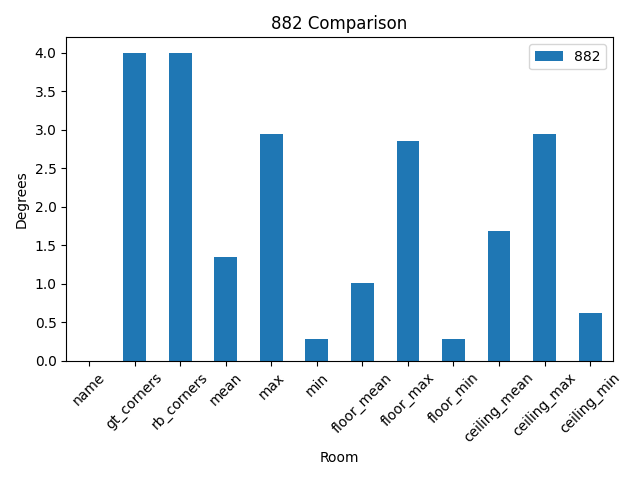 882 Comparison
882
Degrees
4.0
3.5
3.0
2.5
2.0
1.5
1.0
0.5
0.0
name
gt_corners
rb_corners
mean
max
min
floor_mean
floor_max
floor_min
ceiling_mean
ceiling_max
ceiling_min
Room